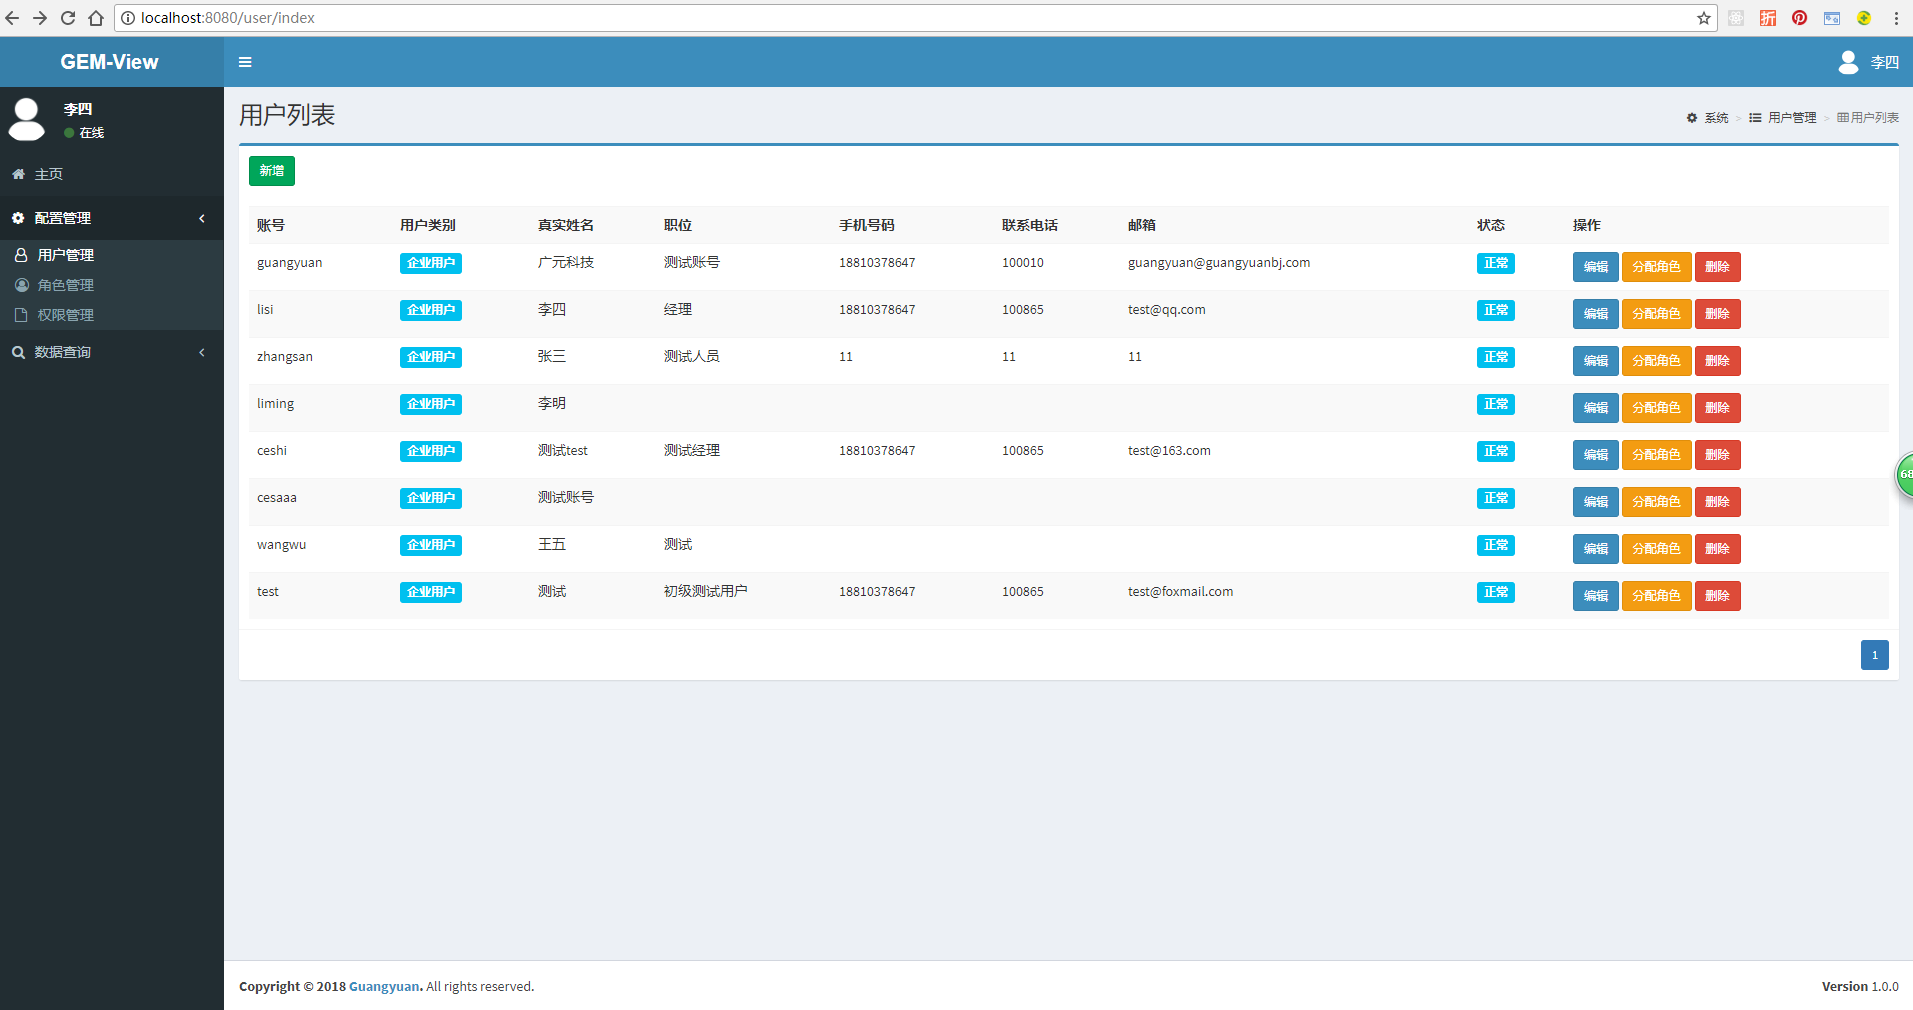 localhost:8080/user/index
GEM-View
李四
李四
在线
主页
配置管理
用户管理
角色管理
权限管理
数据查询
用户列表
系统 > 用户管理 > 用户列表
新增
账号 用户类别 真实姓名 职位 手机号码 联系电话 邮箱 状态 操作
guangyuan 企业用户 广元科技 测试账号 18810378647 100010 guangyuan@guangyuanbj.com 正常 编辑 分配角色 删除
lisi 企业用户 李四 经理 18810378647 100865 test@qq.com 正常 编辑 分配角色 删除
zhangsan 企业用户 张三 测试人员 11 11 11 正常 编辑 分配角色 删除
liming 企业用户 李明 正常 编辑 分配角色 删除
ceshi 企业用户 测试test 测试经理 18810378647 100865 test@163.com 正常 编辑 分配角色 删除
cesaaa 企业用户 测试账号 正常 编辑 分配角色 删除
wangwu 企业用户 王五 测试 正常 编辑 分配角色 删除
test 企业用户 测试 初级测试用户 18810378647 100865 test@foxmail.com 正常 编辑 分配角色 删除
1
折
68
Copyright © 2018 Guangyuan. All rights reserved.
Version 1.0.0